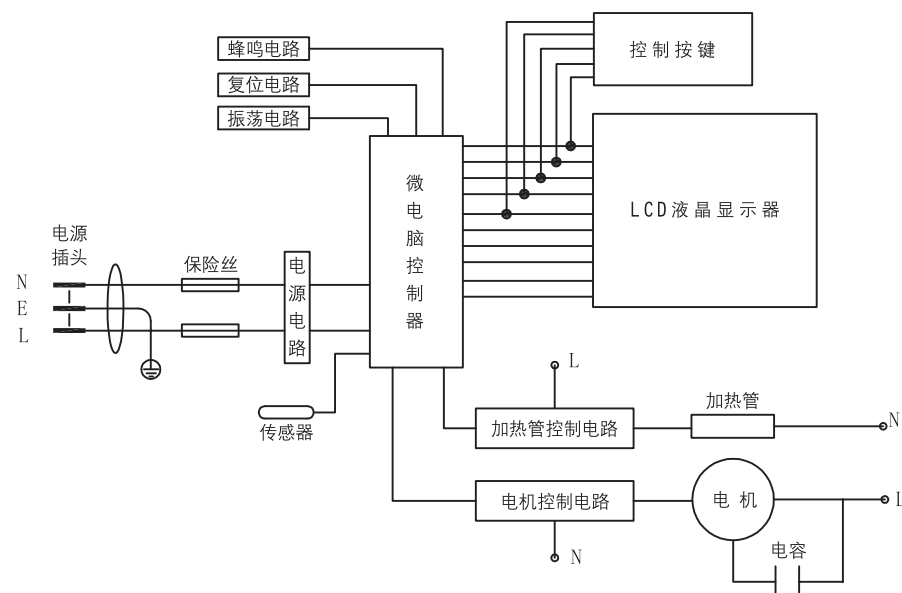 蜂鸣电路
复位电路
振荡电路
控制按键
LCD液晶显示器
微电脑控制器
电源
插头
N
E
L
保险丝
电源电路
传感器
L
加热管控制电路
加热管
N
电机控制电路
N
电机
L
电容